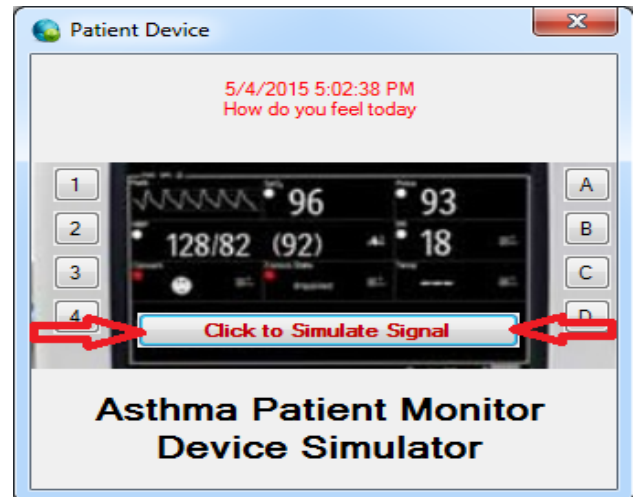 Patient Device
5/4/2015 5:02:38 PM
How do you feel today
1
A
96
93
2
B
128/82 (92)
18
3
C
---
4
D
Click to Simulate Signal
Asthma Patient Monitor
Device Simulator